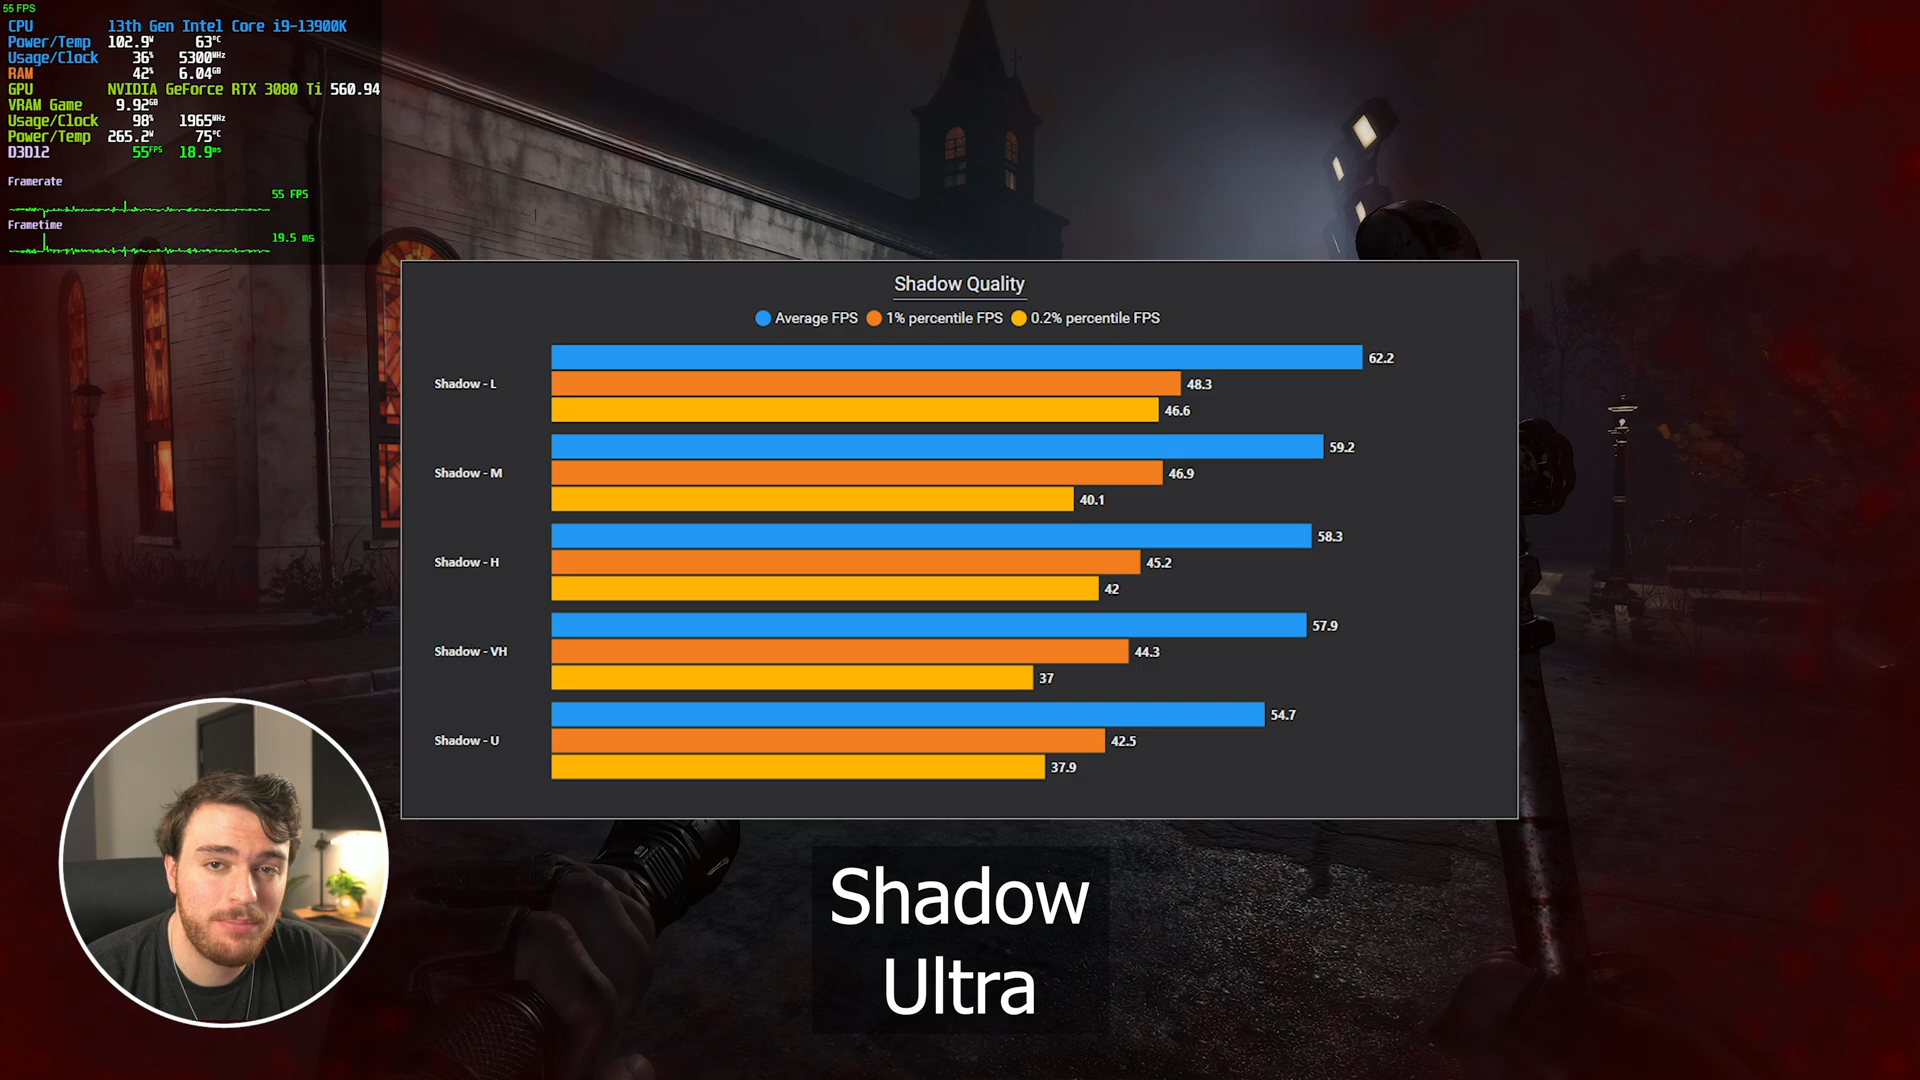 55 FPS
CPU 13th Gen Intel Core i9-13900K
Power/Temp 102.9W 63°C
Usage/Clock 36% 5300MHz
RAM 42% 6.04GB
GPU NVIDIA GeForce RTX 3080 Ti 560.94
VRAM Game 9.92GB
Usage/Clock 98% 1965MHz
Power/Temp 265.2W 75°C
D3D12 55FPS 18.9ms
Framerate
55 FPS
Frametime
19.5 ms
Shadow Quality
Average FPS 1% percentile FPS 0.2% percentile FPS
62.2
Shadow - L 48.3
46.6
59.2
Shadow - M 46.9
40.1
58.3
Shadow - H 45.2
42
57.9
Shadow - VH 44.3
37
54.7
Shadow - U 42.5
37.9
Shadow
Ultra